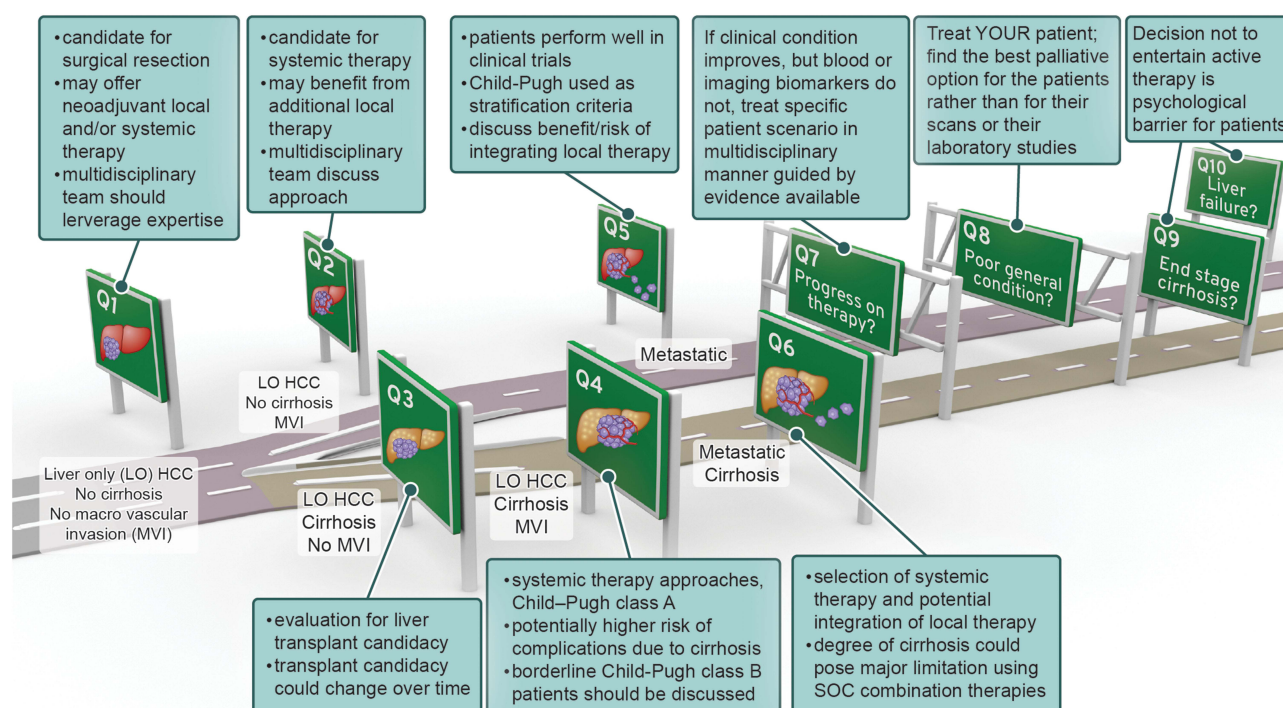 •candidate for
surgical resection
•may offer
neoadjuvant local
and/or systemic
therapy
•multidisciplinary
team should
lerverage expertise
•candidate for
systemic therapy
•may benefit from
additional local
therapy
•multidisciplinary
team discuss
approach
•patients perform well in
clinical trials
•Child-Pugh used as
stratification criteria
•discuss benefit/risk of
integrating local therapy
If clinical condition
improves, but blood or
imaging biomarkers do
not, treat specific
patient scenario in
multidisciplinary
manner guided by
evidence available
Treat YOUR patient;
find the best palliative
option for the patients
rather than for their
scans or their
laboratory studies
Decision not to
entertain active
therapy is
psychological
barrier for patients
Q1
Q2
Q5
Q7
Progress on
therapy?
Q8
Poor general
condition?
Q9
End stage
cirrhosis?
Q10
Liver
failure?
Q3
Q4
Q6
Liver only (LO) HCC
No cirrhosis
No macro vascular
invasion (MVI)
LO HCC
No cirrhosis
MVI
LO HCC
Cirrhosis
No MVI
LO HCC
Cirrhosis
MVI
Metastatic
Metastatic
Cirrhosis
•evaluation for liver
transplant candidacy
•transplant candidacy
could change over time
•systemic therapy approaches,
Child–Pugh class A
•potentially higher risk of
complications due to cirrhosis
•borderline Child-Pugh class B
patients should be discussed
•selection of systemic
therapy and potential
integration of local therapy
•degree of cirrhosis could
pose major limitation using
SOC combination therapies